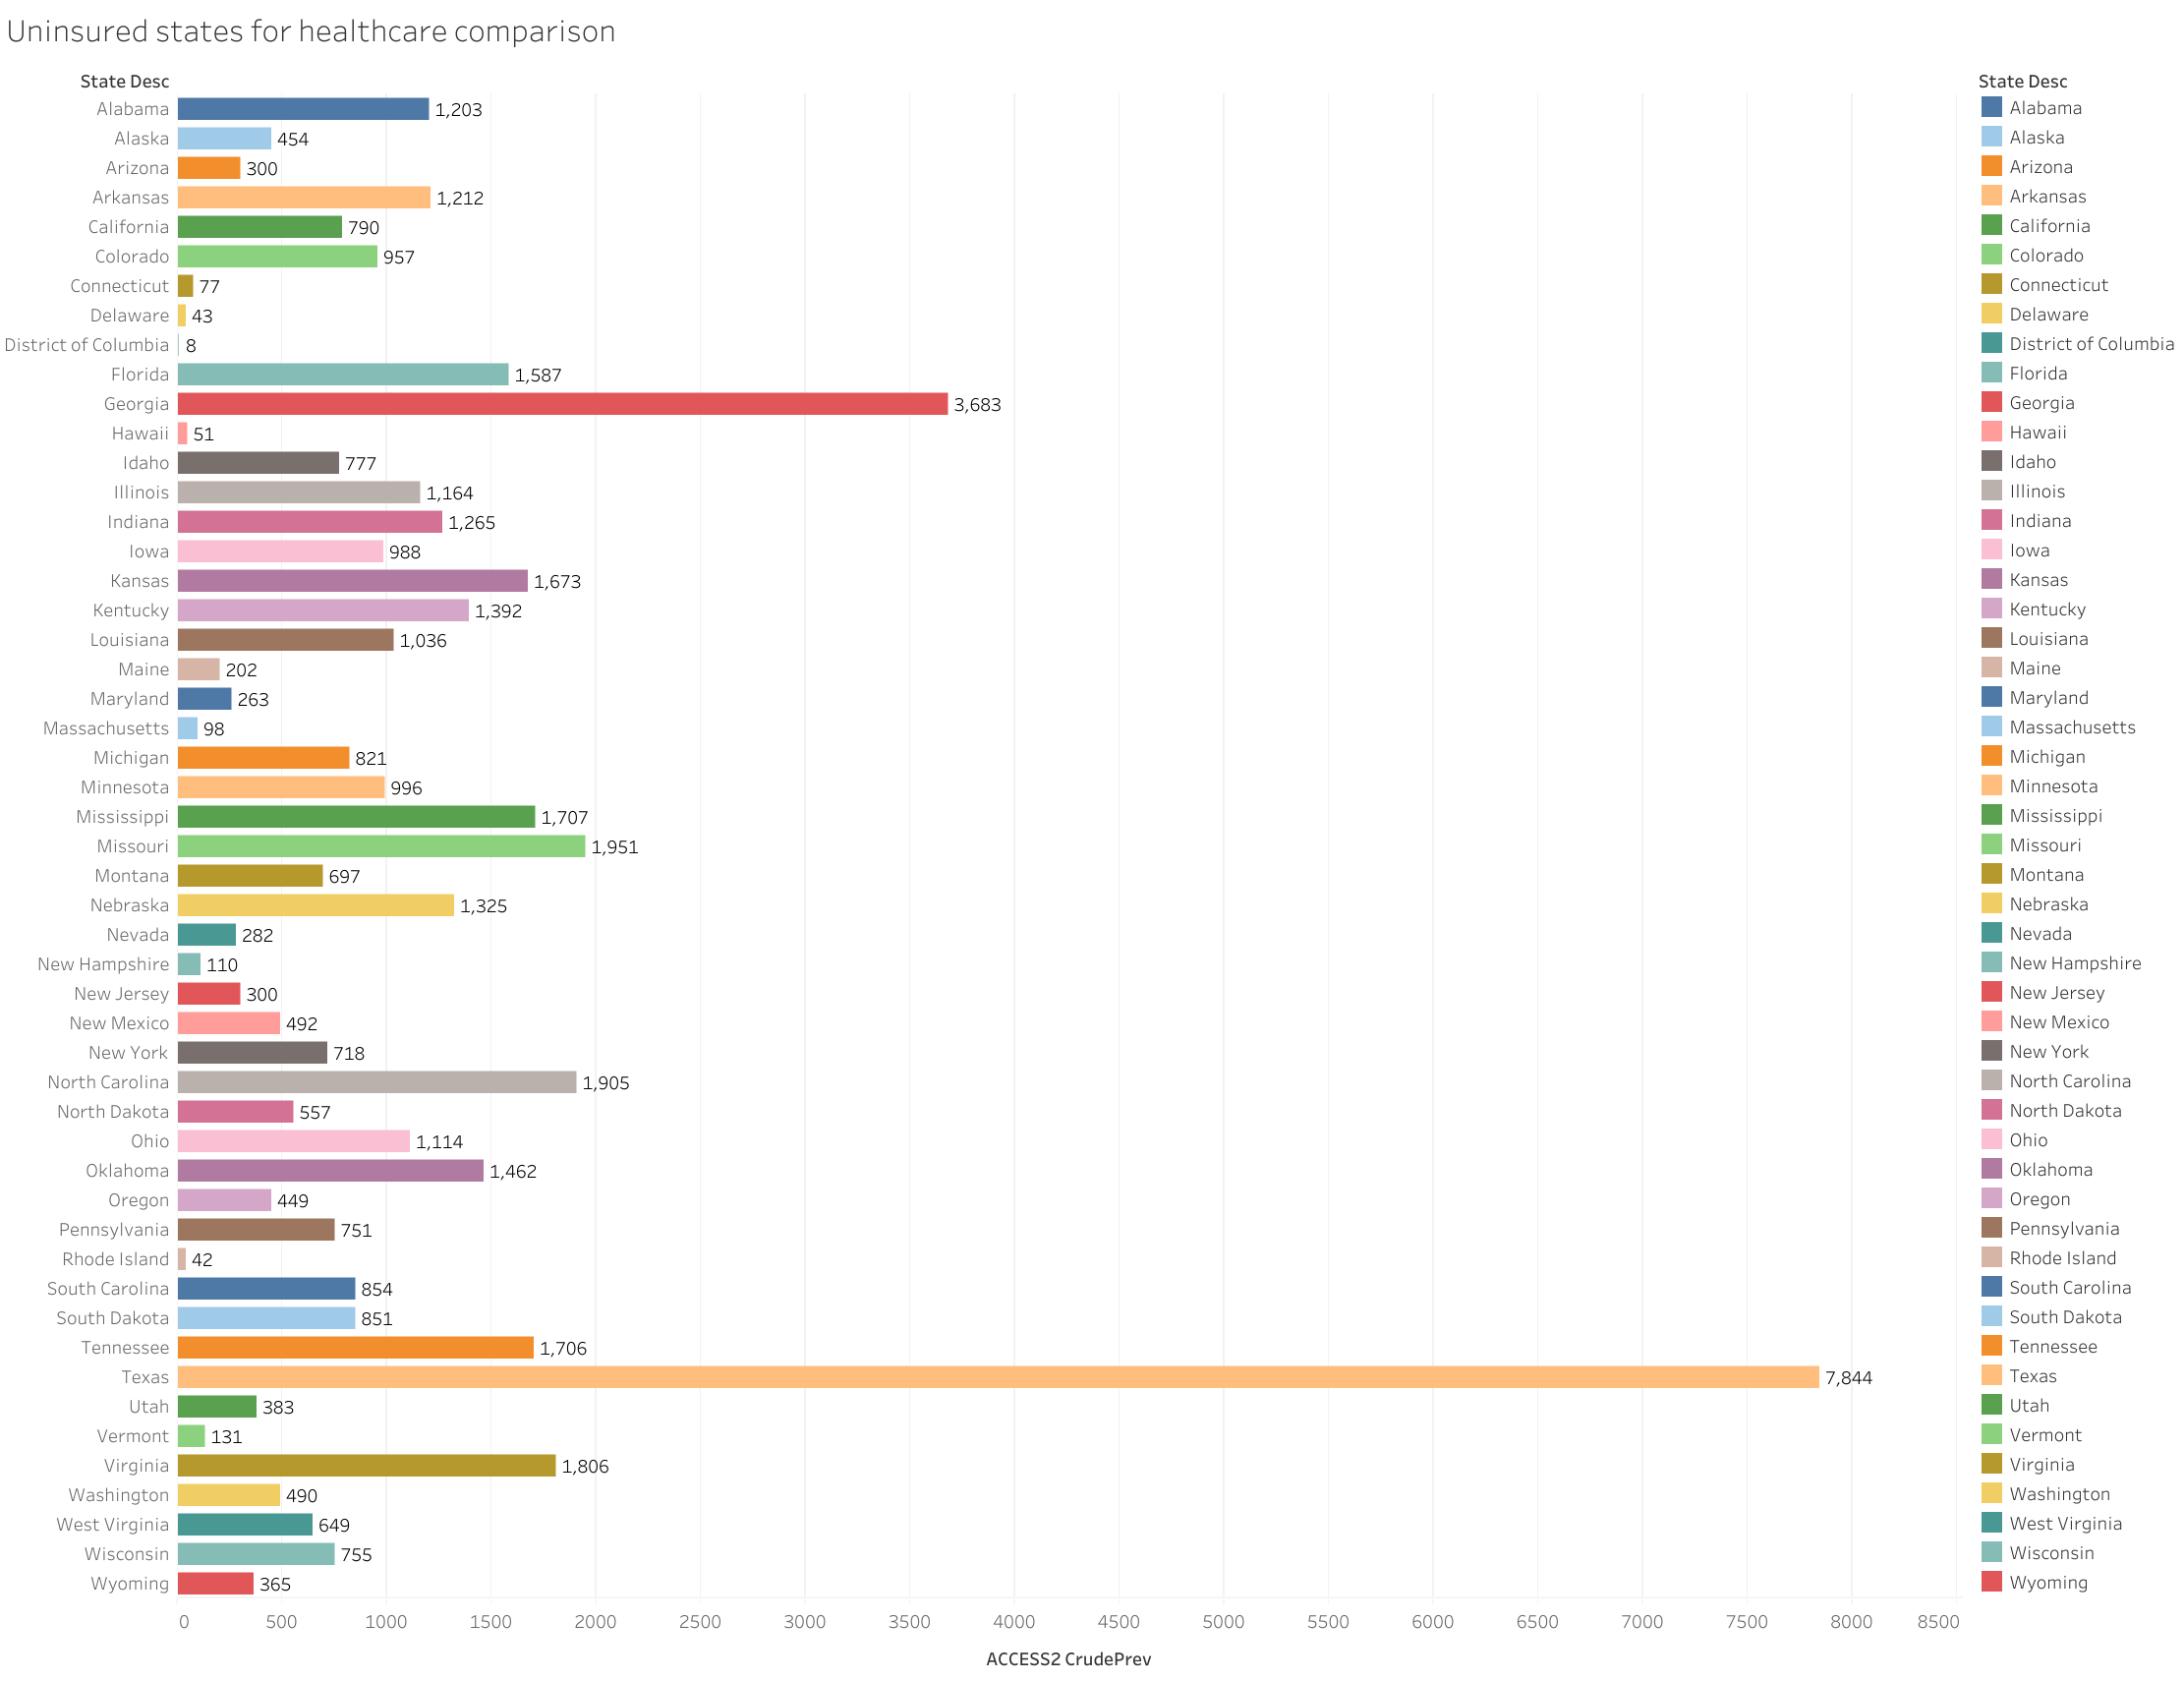 Uninsured states for healthcare comparison
State Desc
Alabama 1,203
Alaska 454
Arizona 300
Arkansas 1,212
California 790
Colorado 957
Connecticut 77
Delaware 43
District of Columbia 8
Florida 1,587
Georgia 3,683
Hawaii 51
Idaho 777
Illinois 1,164
Indiana 1,265
Iowa 988
Kansas 1,673
Kentucky 1,392
Louisiana 1,036
Maine 202
Maryland 263
Massachusetts 98
Michigan 821
Minnesota 996
Mississippi 1,707
Missouri 1,951
Montana 697
Nebraska 1,325
Nevada 282
New Hampshire 110
New Jersey 300
New Mexico 492
New York 718
North Carolina 1,905
North Dakota 557
Ohio 1,114
Oklahoma 1,462
Oregon 449
Pennsylvania 751
Rhode Island 42
South Carolina 854
South Dakota 851
Tennessee 1,706
Texas 7,844
Utah 383
Vermont 131
Virginia 1,806
Washington 490
West Virginia 649
Wisconsin 755
Wyoming 365
0 500 1000 1500 2000 2500 3000 3500 4000 4500 5000 5500 6000 6500 7000 7500 8000 8500
ACCESS2 CrudePrev
State Desc
Alabama
Alaska
Arizona
Arkansas
California
Colorado
Connecticut
Delaware
District of Columbia
Florida
Georgia
Hawaii
Idaho
Illinois
Indiana
Iowa
Kansas
Kentucky
Louisiana
Maine
Maryland
Massachusetts
Michigan
Minnesota
Mississippi
Missouri
Montana
Nebraska
Nevada
New Hampshire
New Jersey
New Mexico
New York
North Carolina
North Dakota
Ohio
Oklahoma
Oregon
Pennsylvania
Rhode Island
South Carolina
South Dakota
Tennessee
Texas
Utah
Vermont
Virginia
Washington
West Virginia
Wisconsin
Wyoming